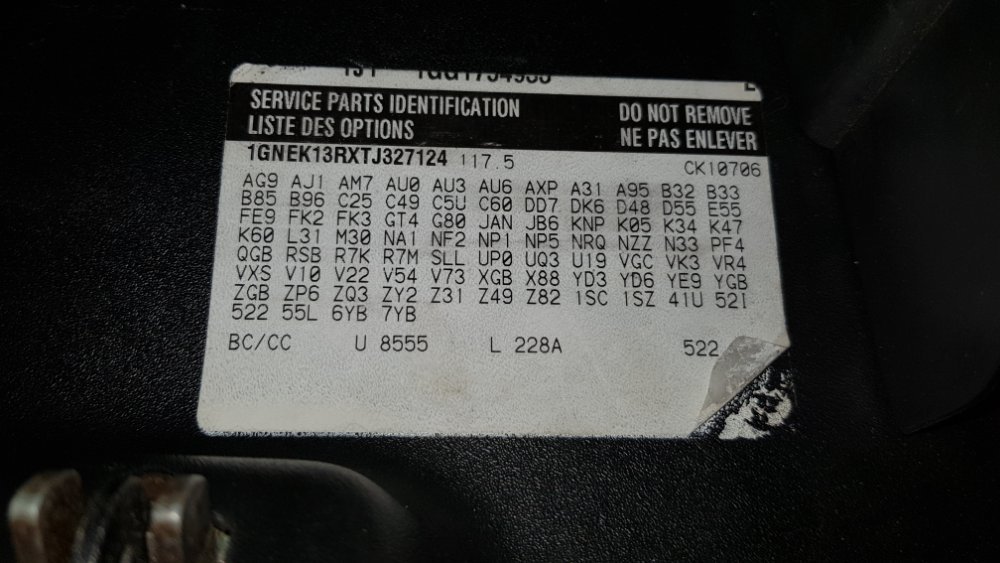 SERVICE PARTS IDENTIFICATION DO NOT REMOVE
LISTE DES OPTIONS NE PAS ENLEVER
1GNEK13RXTJ327124 117.5 CK10706
AG9 AJ1 AM7 AU0 AU3 AU6 AXP A31 A95 B32 B33
B85 B96 C25 C49 C5U C60 DD7 DK6 D48 D55 E55
FE9 FK2 FK3 GT4 G80 JAN JB6 KNP K05 K34 K47
K60 L31 M30 NA1 NF2 NP1 NP5 NRQ NZZ N33 PF4
QGB RSB R7K R7M SLL UP0 UQ3 U19 VGC VK3 VR4
VXS V10 V22 V54 V73 XGB X88 YD3 YD6 YE9 YGB
ZGB ZP6 ZQ3 ZY2 Z31 Z49 Z82 1SC 1SZ 41U 52I
522 55L 6YB 7YB
BC/CC U 8555 L 228A 522